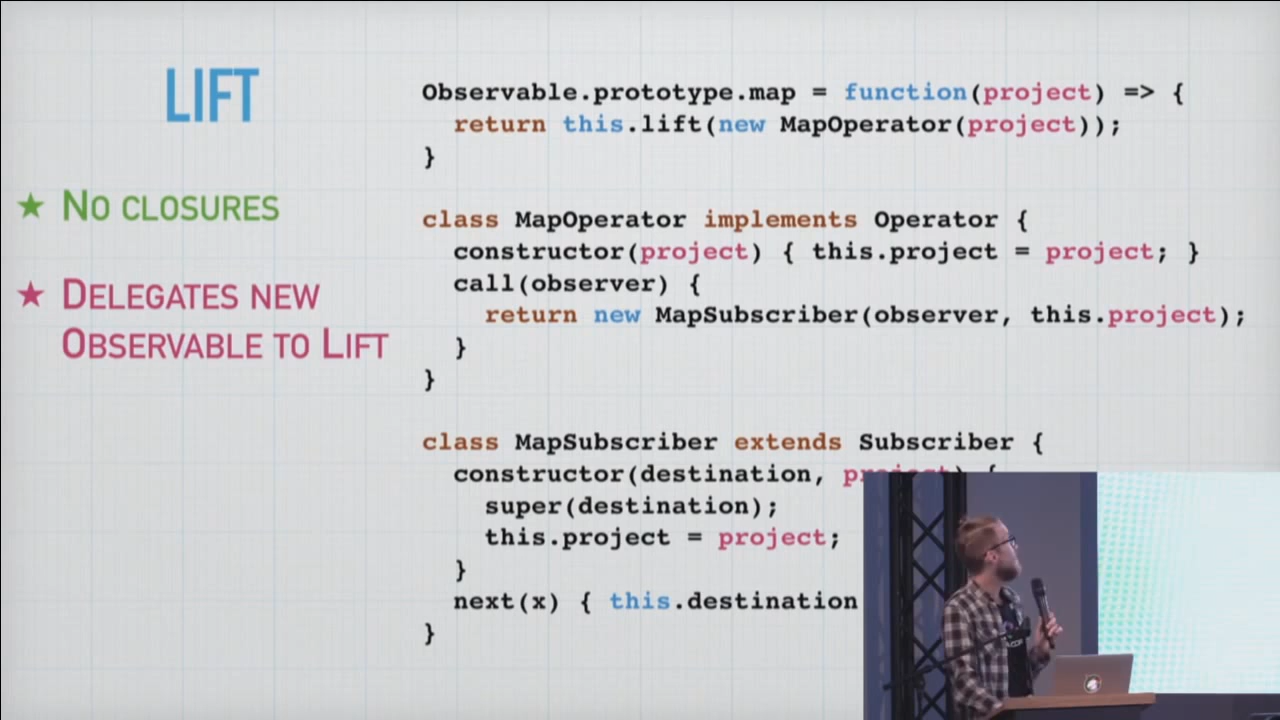 LIFT
★ NO CLOSURES
★ DELEGATES NEW
OBSERVABLE TO LIFT
Observable.prototype.map = function(project) => {
return this.lift(new MapOperator(project));
}
class MapOperator implements Operator {
constructor(project) { this.project = project; }
call(observer) {
return new MapSubscriber(observer, this.project);
}
}
class MapSubscriber extends Subscriber {
constructor(destination, project) {
super(destination);
this.project = project;
}
next(x) { this.destination
}